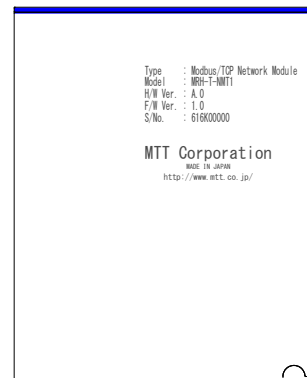 Type : Modbus/TCP Network Module
Model : MRH-T-NMT1
H/W Ver. : A.0
F/W Ver. : 1.0
S/No. : 616K00000
MTT Corporation
MADE IN JAPAN
http://www.mtt.co.jp/